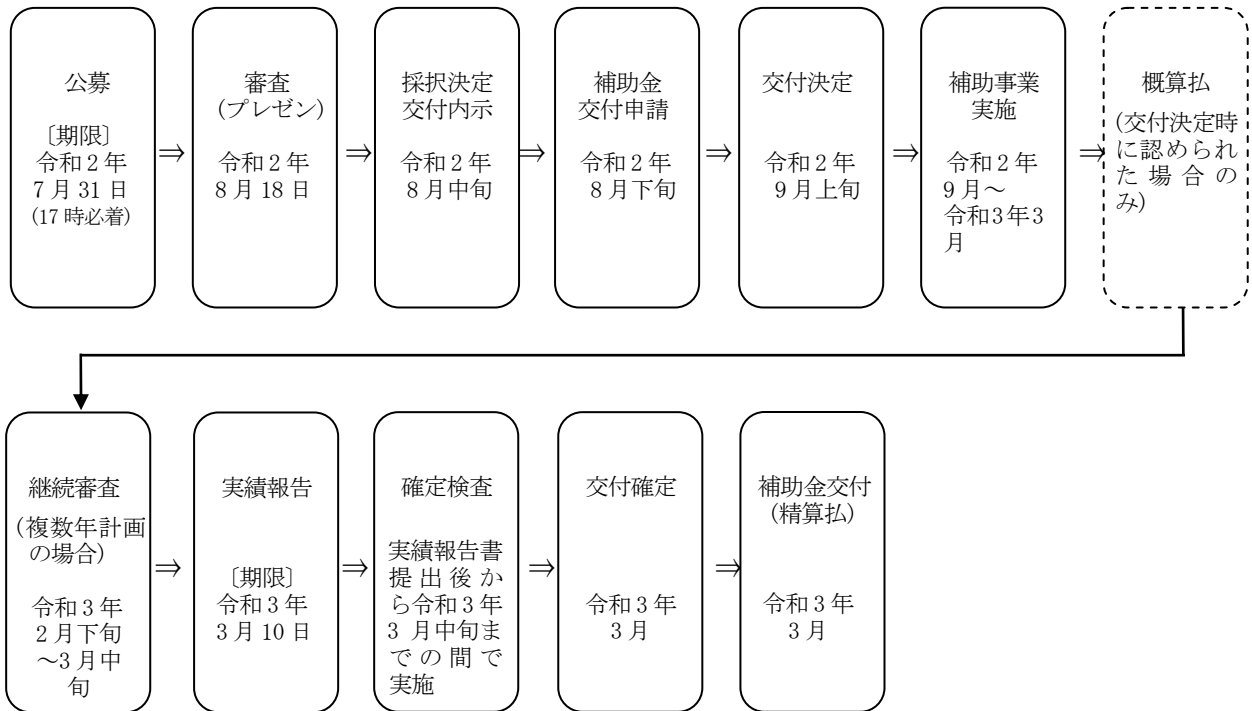 公募
〔期限〕
令和2年
7月31日
(17時必着)
⇒
審査
(プレゼン)
令和2年
8月18日
⇒
採択決定
交付内示
令和2年
8月中旬
⇒
補助金
交付申請
令和2年
8月下旬
⇒
交付決定
令和2年
9月上旬
⇒
補助事業
実施
令和2年
9月～
令和3年3
月
⇒
概算払
(交付決定時
に認められ
た場合の
み)
継続審査
(複数年計画
の場合)
令和3年
2月下旬
～3月中
旬
⇒
実績報告
〔期限〕
令和3年
3月10日
⇒
確定検査
実績報告書
提出後か
ら令和3年
3月中旬ま
での間で
実施
⇒
交付確定
令和3年
3月
⇒
補助金交付
(精算払)
令和3年
3月